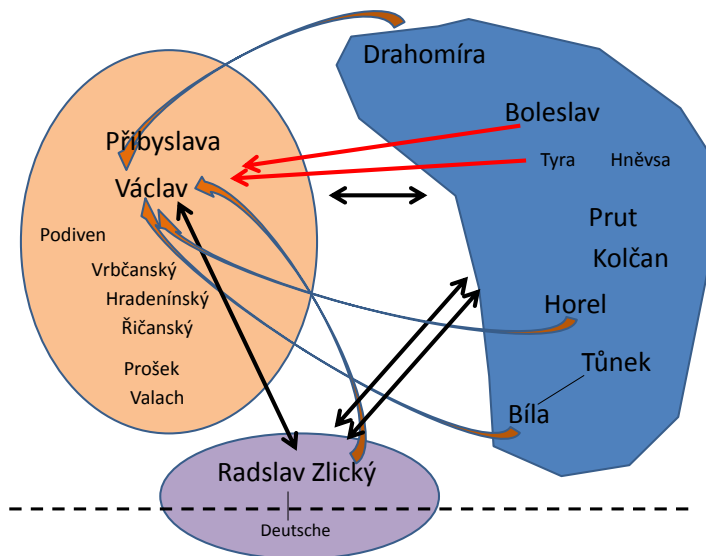 Drahomíra
Boleslav
Přibyslava
Tyra
Hněvsa
Václav
Prut
Podiven
Kolčan
Vrbčanský
Hradenínský
Horel
Řičanský
Prošek
Tůnek
Valach
Bíla
Radslav Zlický
Deutsche